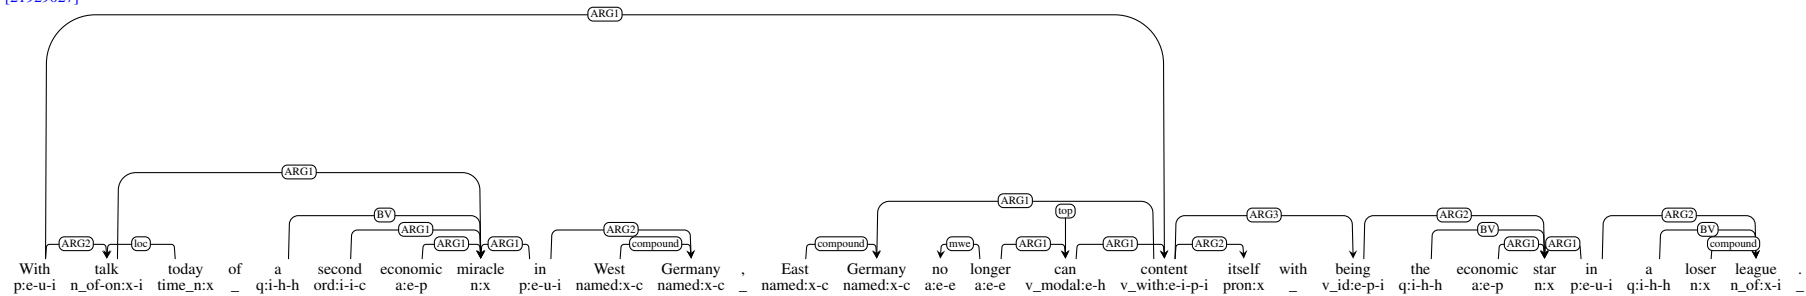 [21929027]
ARG1
ARG1
ARG1
top
BV ARG3 ARG2 ARG2
ARG1 ARG2 BV BV
ARG2 loc ARG1 ARG1 compound compound mwe ARG1 ARG1 ARG2 ARG1 ARG1 compound
With talk today of a second economic miracle in West Germany , East Germany no longer can content itself with being the economic star in a loser league .
p:e-u-i n_of-on:x-i time_n:x _ q:i-h-h ord:i-i-c a:e-p n:x p:e-u-i named:x-c named:x-c _ named:x-c named:x-c a:e-e a:e-e v_modal:e-h v_with:e-i-p-i pron:x _ v_id:e-p-i q:i-h-h a:e-p n:x p:e-u-i q:i-h-h n:x n_of:x-i _